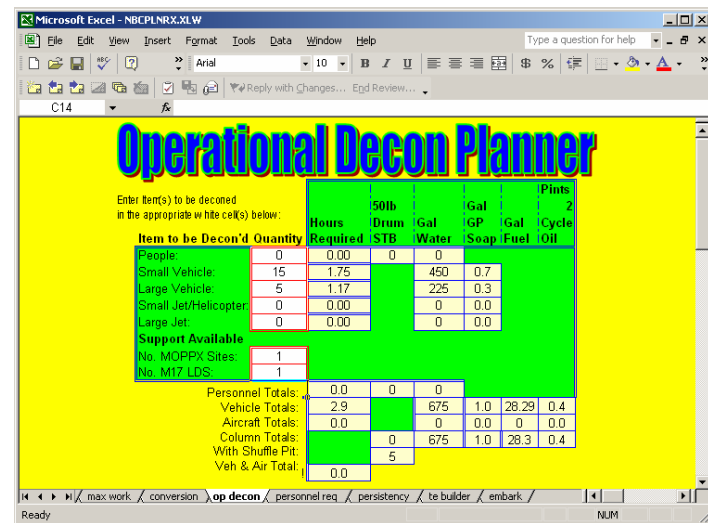 Microsoft Excel - NBCPLNRX.XLW
File Edit View Insert Format Tools Data Window Help Type a question for help
Arial 10 B I U $ %
Reply with Changes... End Review...
C14 fx
Operational Decon Planner
Enter Item(s) to be deconed
in the appropriate white cell(s) below:
Pints
50lb Gal 2
Hours Drum Gal GP Gal Cycle
Item to be Decon'd Quantity Required STB Water Soap Fuel Oil
People: 0 0.00 0 0
Small Vehicle: 15 1.75 450 0.7
Large Vehicle: 5 1.17 225 0.3
Small Jet/Helicopter: 0 0.00 0 0.0
Large Jet: 0 0.00 0 0.0
Support Available
No. MOPPX Sites: 1
No. M17 LDS: 1
Personnel Totals: 0.0 0 0
Vehicle Totals: 2.9 675 1.0 28.29 0.4
Aircraft Totals: 0.0 0 0.0 0 0.0
Column Totals: 0 675 1.0 28.3 0.4
With Shuffle Pit: 5
Veh & Air Total: 0.0
max work conversion op decon personnel req persistency te builder embark
Ready NUM